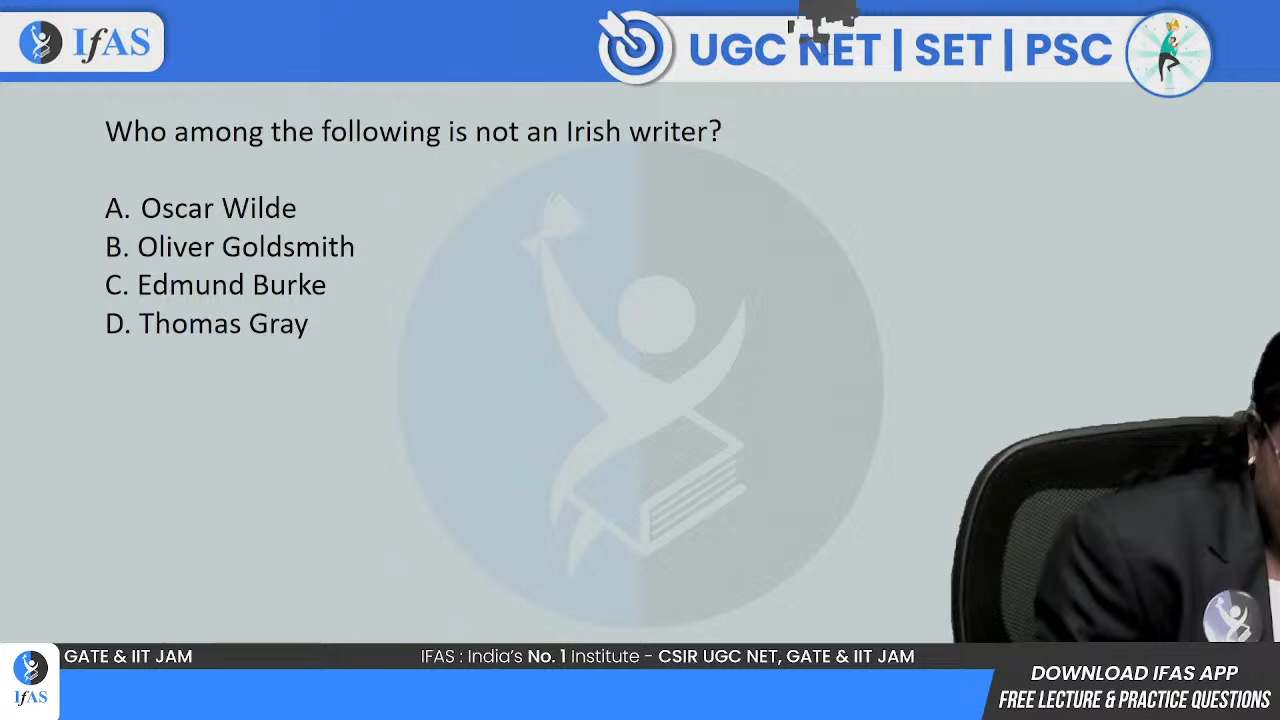 IfAS
UGC NET | SET | PSC
Who among the following is not an Irish writer?
A. Oscar Wilde
B. Oliver Goldsmith
C. Edmund Burke
D. Thomas Gray
GATE & IIT JAM
IFAS : India's No. 1 Institute - CSIR UGC NET, GATE & IIT JAM
IfAS
DOWNLOAD IFAS APP
FREE LECTURE & PRACTICE QUESTIONS